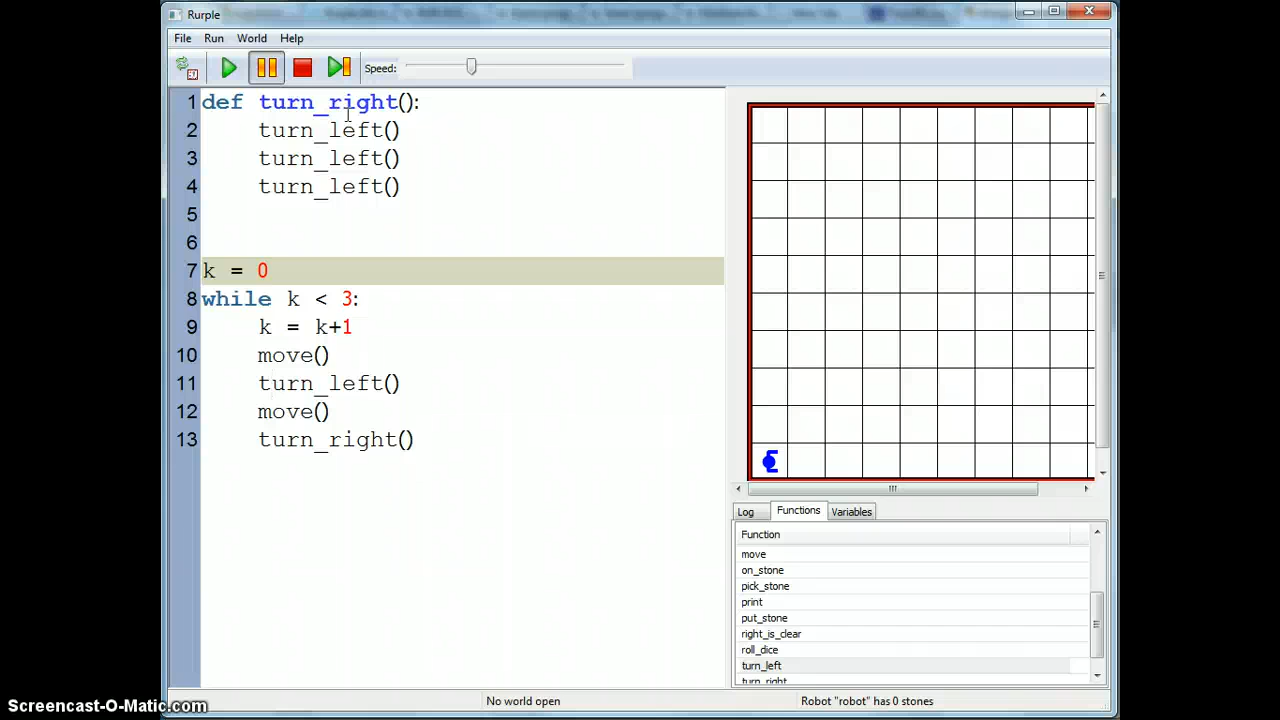 Rurple
File Run World Help
Speed:
1 def turn_right():
2 turn_left()
3 turn_left()
4 turn_left()
5
6
7 k = 0
8 while k < 3:
9 k = k+1
10 move()
11 turn_left()
12 move()
13 turn_right()
Log Functions Variables
Function
move
on_stone
pick_stone
print
put_stone
right_is_clear
roll_dice
turn_left
turn_right
No world open
Robot "robot" has 0 stones
Screencast-O-Matic.com